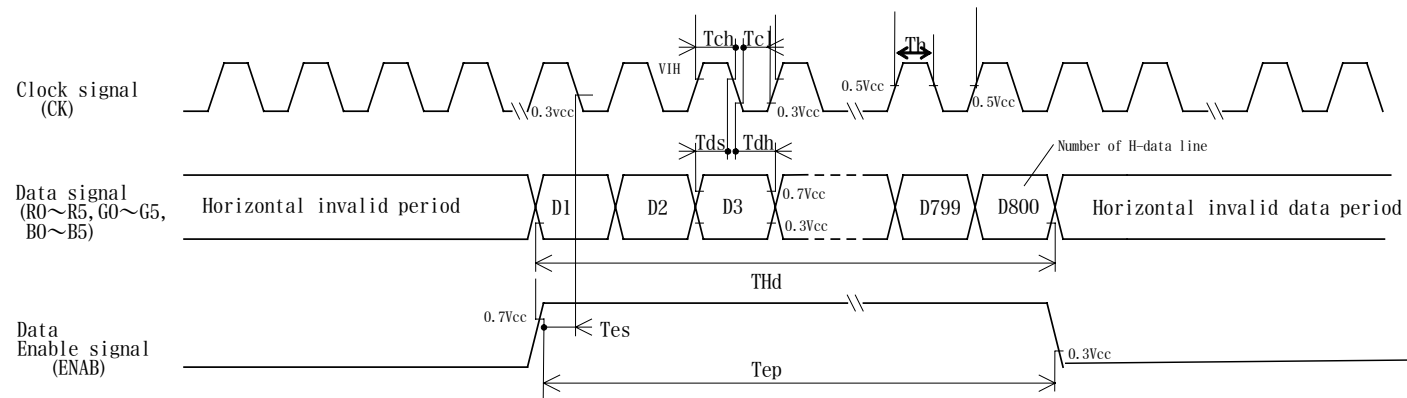 Tch Tcl Th
Clock signal
(CK)
VIH
0.3vcc
0.3Vcc
0.5Vcc
0.5Vcc
Tds Tdh
Number of H-data line
Data signal
(R0～R5,G0～G5,
B0～B5)
Horizontal invalid period
D1 D2 D3
0.7Vcc
0.3Vcc
D799 D800
Horizontal invalid data period
THd
0.7Vcc
Tes
Data
Enable signal
(ENAB)
0.3Vcc
Tep